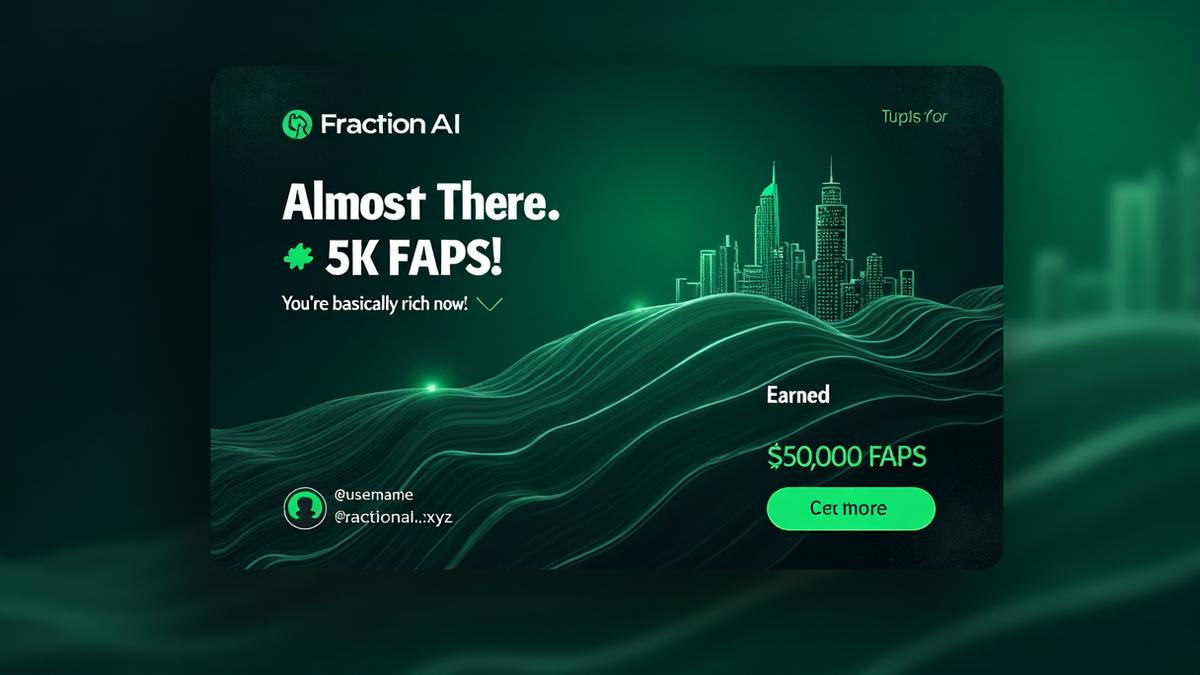 Fraction AI
Tupls for
Almost There.
5K FAPS!
You're basically rich now!
Earned
$50,000 FAPS
Cet more
@username
@ractional..:xyz